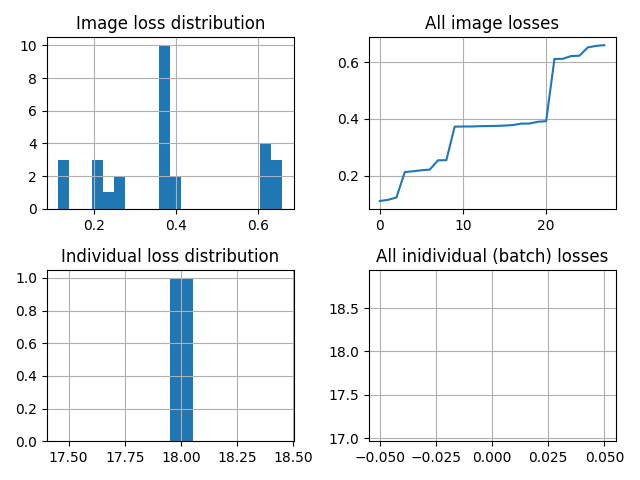 Image loss distribution
10
8
6
4
2
0
0.2 0.4 0.6
All image losses
0.6
0.4
0.2
0 10 20
Individual loss distribution
1.0
0.8
0.6
0.4
0.2
0.0
17.50 17.75 18.00 18.25 18.50
All inidividual (batch) losses
18.5
18.0
17.5
17.0
−0.050 −0.025 0.000 0.025 0.050